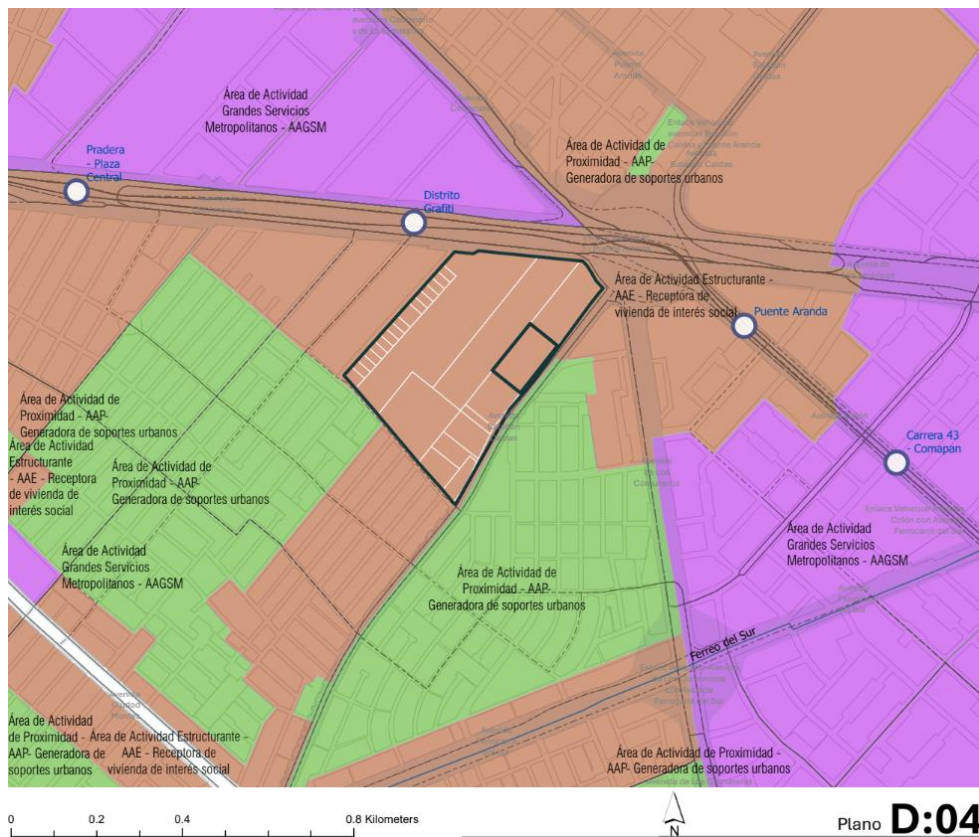 Área de Actividad
Grandes Servicios
Metropolitanos - AAGSM
Pradera
- Plaza
Central
Distrito
Grafiti
Avenida
Puente
Aranda
Área de Actividad de
Proximidad - AAP-
Generadora de soportes urbanos
Área de Actividad Estructurante -
AAE - Receptora de
vivienda de interés social
Puente Aranda
Carrera 43
- Comapan
Área de Actividad de
Proximidad - AAP-
Generadora de soportes urbanos
Área de Actividad
Estructurante
- AAE - Receptora
de vivienda de
interés social
Área de Actividad de
Proximidad - AAP-
Generadora de soportes urbanos
Área de Actividad
Grandes Servicios
Metropolitanos - AAGSM
Área de Actividad
Grandes Servicios
Metropolitanos - AAGSM
Área de Actividad de
Proximidad - AAP-
Generadora de soportes urbanos
Ferreo del Sur
Área de Actividad
de Proximidad -
AAP- Generadora de
soportes urbanos
Área de Actividad Estructurante -
AAE - Receptora de
vivienda de interés social
Área de Actividad de Proximidad -
AAP- Generadora de soportes urbanos
0 0.2 0.4 0.8 Kilometers
N
Plano D:04